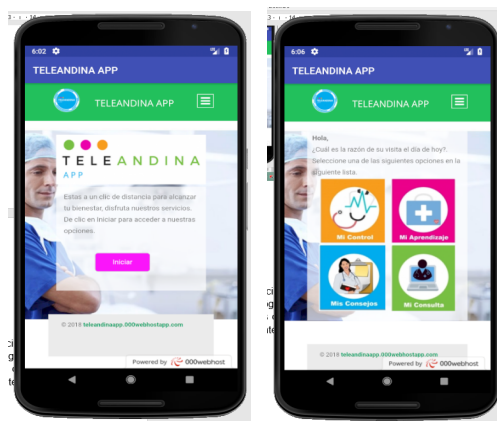 6:02
TELEANDINA APP
TELEANDINA APP
TELEANDINA
APP
Estas a un clic de distancia para alcanzar
tu bienestar, disfruta nuestros servicios.
De clic en Iniciar para acceder a nuestras
opciones.
Iniciar
© 2018 teleandinaapp.000webhostapp.com
Powered by 000webhost
6:06
TELEANDINA APP
TELEANDINA APP
Hola,
¿Cuál es la razón de su visita el día de hoy?.
Seleccione una de las siguientes opciones en la
siguiente lista.
Mi Control
Mi Aprendizaje
Mis Consejos
Mi Consulta
© 2018 teleandinaapp.000webhostapp.com
Powered by 000webhost